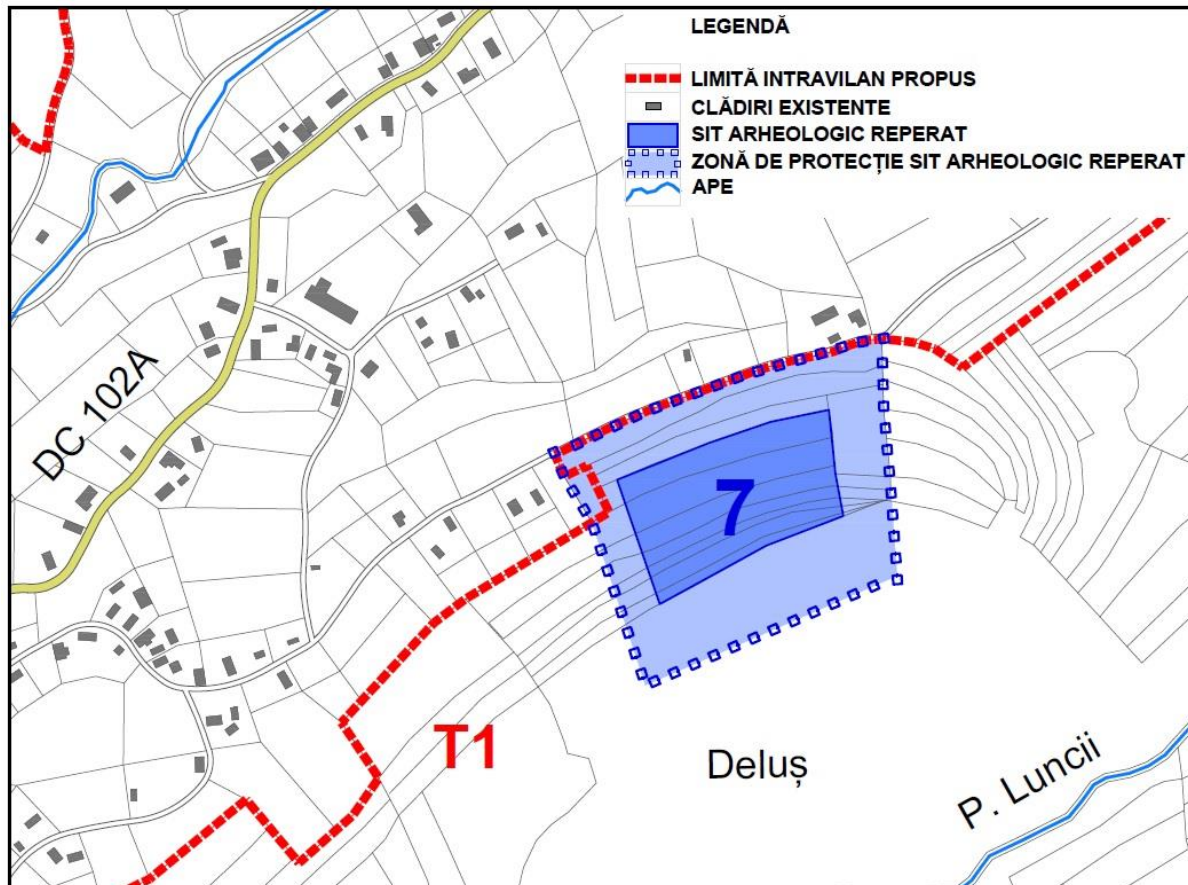 LEGENDĂ
LIMITĂ INTRAVILAN PROPUS
CLĂDIRI EXISTENTE
SIT ARHEOLOGIC REPERAT
ZONĂ DE PROTECȚIE SIT ARHEOLOGIC REPERAT
APE
DC 102A
7
T1
Deluș
P. Luncii